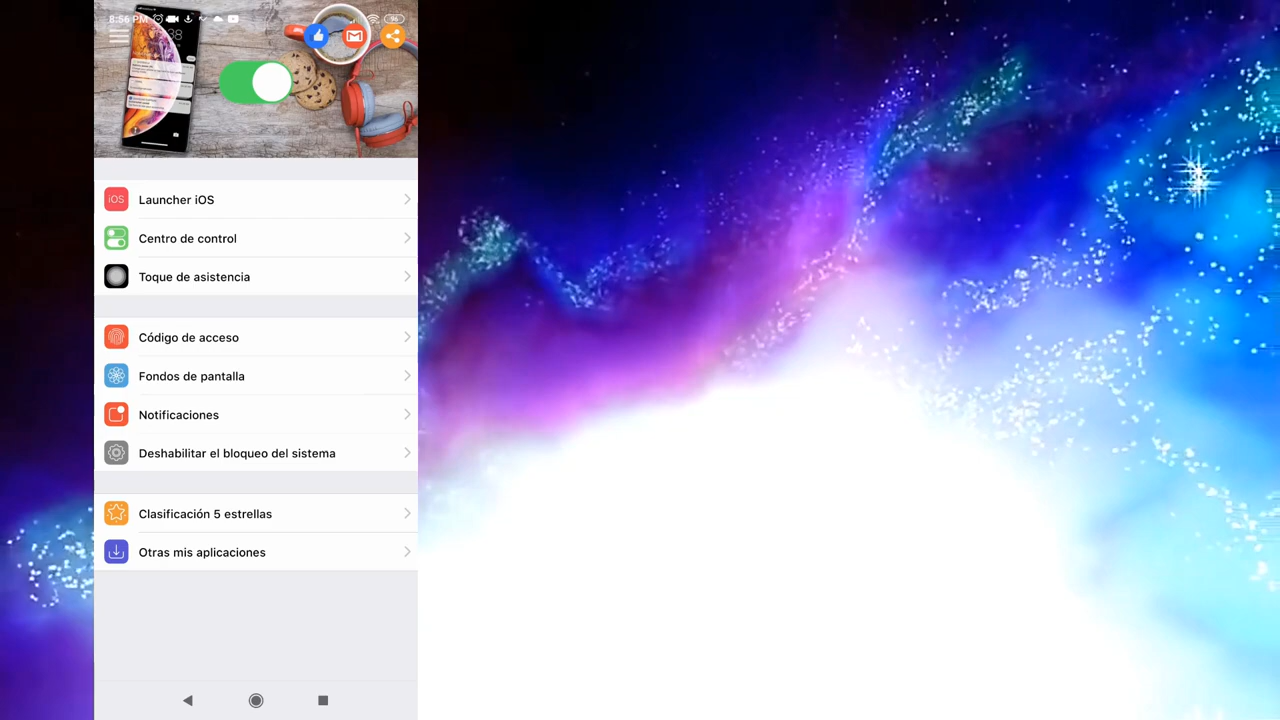 8:56 PM
96
iOS
Launcher iOS
Centro de control
Toque de asistencia
Código de acceso
Fondos de pantalla
Notificaciones
Deshabilitar el bloqueo del sistema
Clasificación 5 estrellas
Otras mis aplicaciones